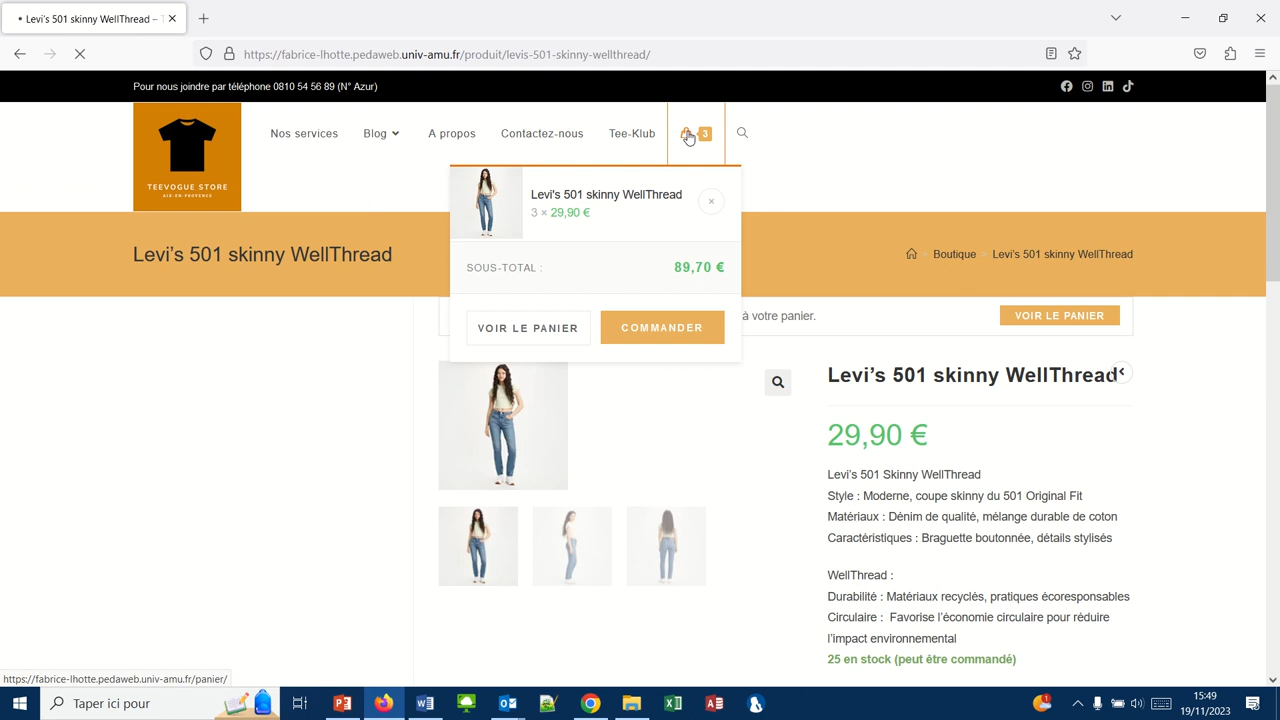 Levi's 501 skinny WellThread –
https://fabrice-lhotte.pedaweb.univ-amu.fr/produit/levis-501-skinny-wellthread/
Pour nous joindre par téléphone 0810 54 56 89 (N° Azur)
TEEVOGUE STORE
AIX-EN-PROVENCE
Nos services
Blog
A propos
Contactez-nous
Tee-Klub
3
Levi's 501 skinny WellThread
3 × 29,90 €
SOUS-TOTAL :
89,70 €
VOIR LE PANIER
COMMANDER
Levi's 501 skinny WellThread
Boutique
Levi's 501 skinny WellThread
à votre panier.
VOIR LE PANIER
Levi's 501 skinny WellThread
29,90 €
Levi's 501 Skinny WellThread
Style : Moderne, coupe skinny du 501 Original Fit
Matériaux : Dénim de qualité, mélange durable de coton
Caractéristiques : Braguette boutonnée, détails stylisés
WellThread :
Durabilité : Matériaux recyclés, pratiques écoresponsables
Circulaire : Favorise l'économie circulaire pour réduire
l'impact environnemental
25 en stock (peut être commandé)
https://fabrice-lhotte.pedaweb.univ-amu.fr/panier/
Taper ici pour
1
15:49
19/11/2023